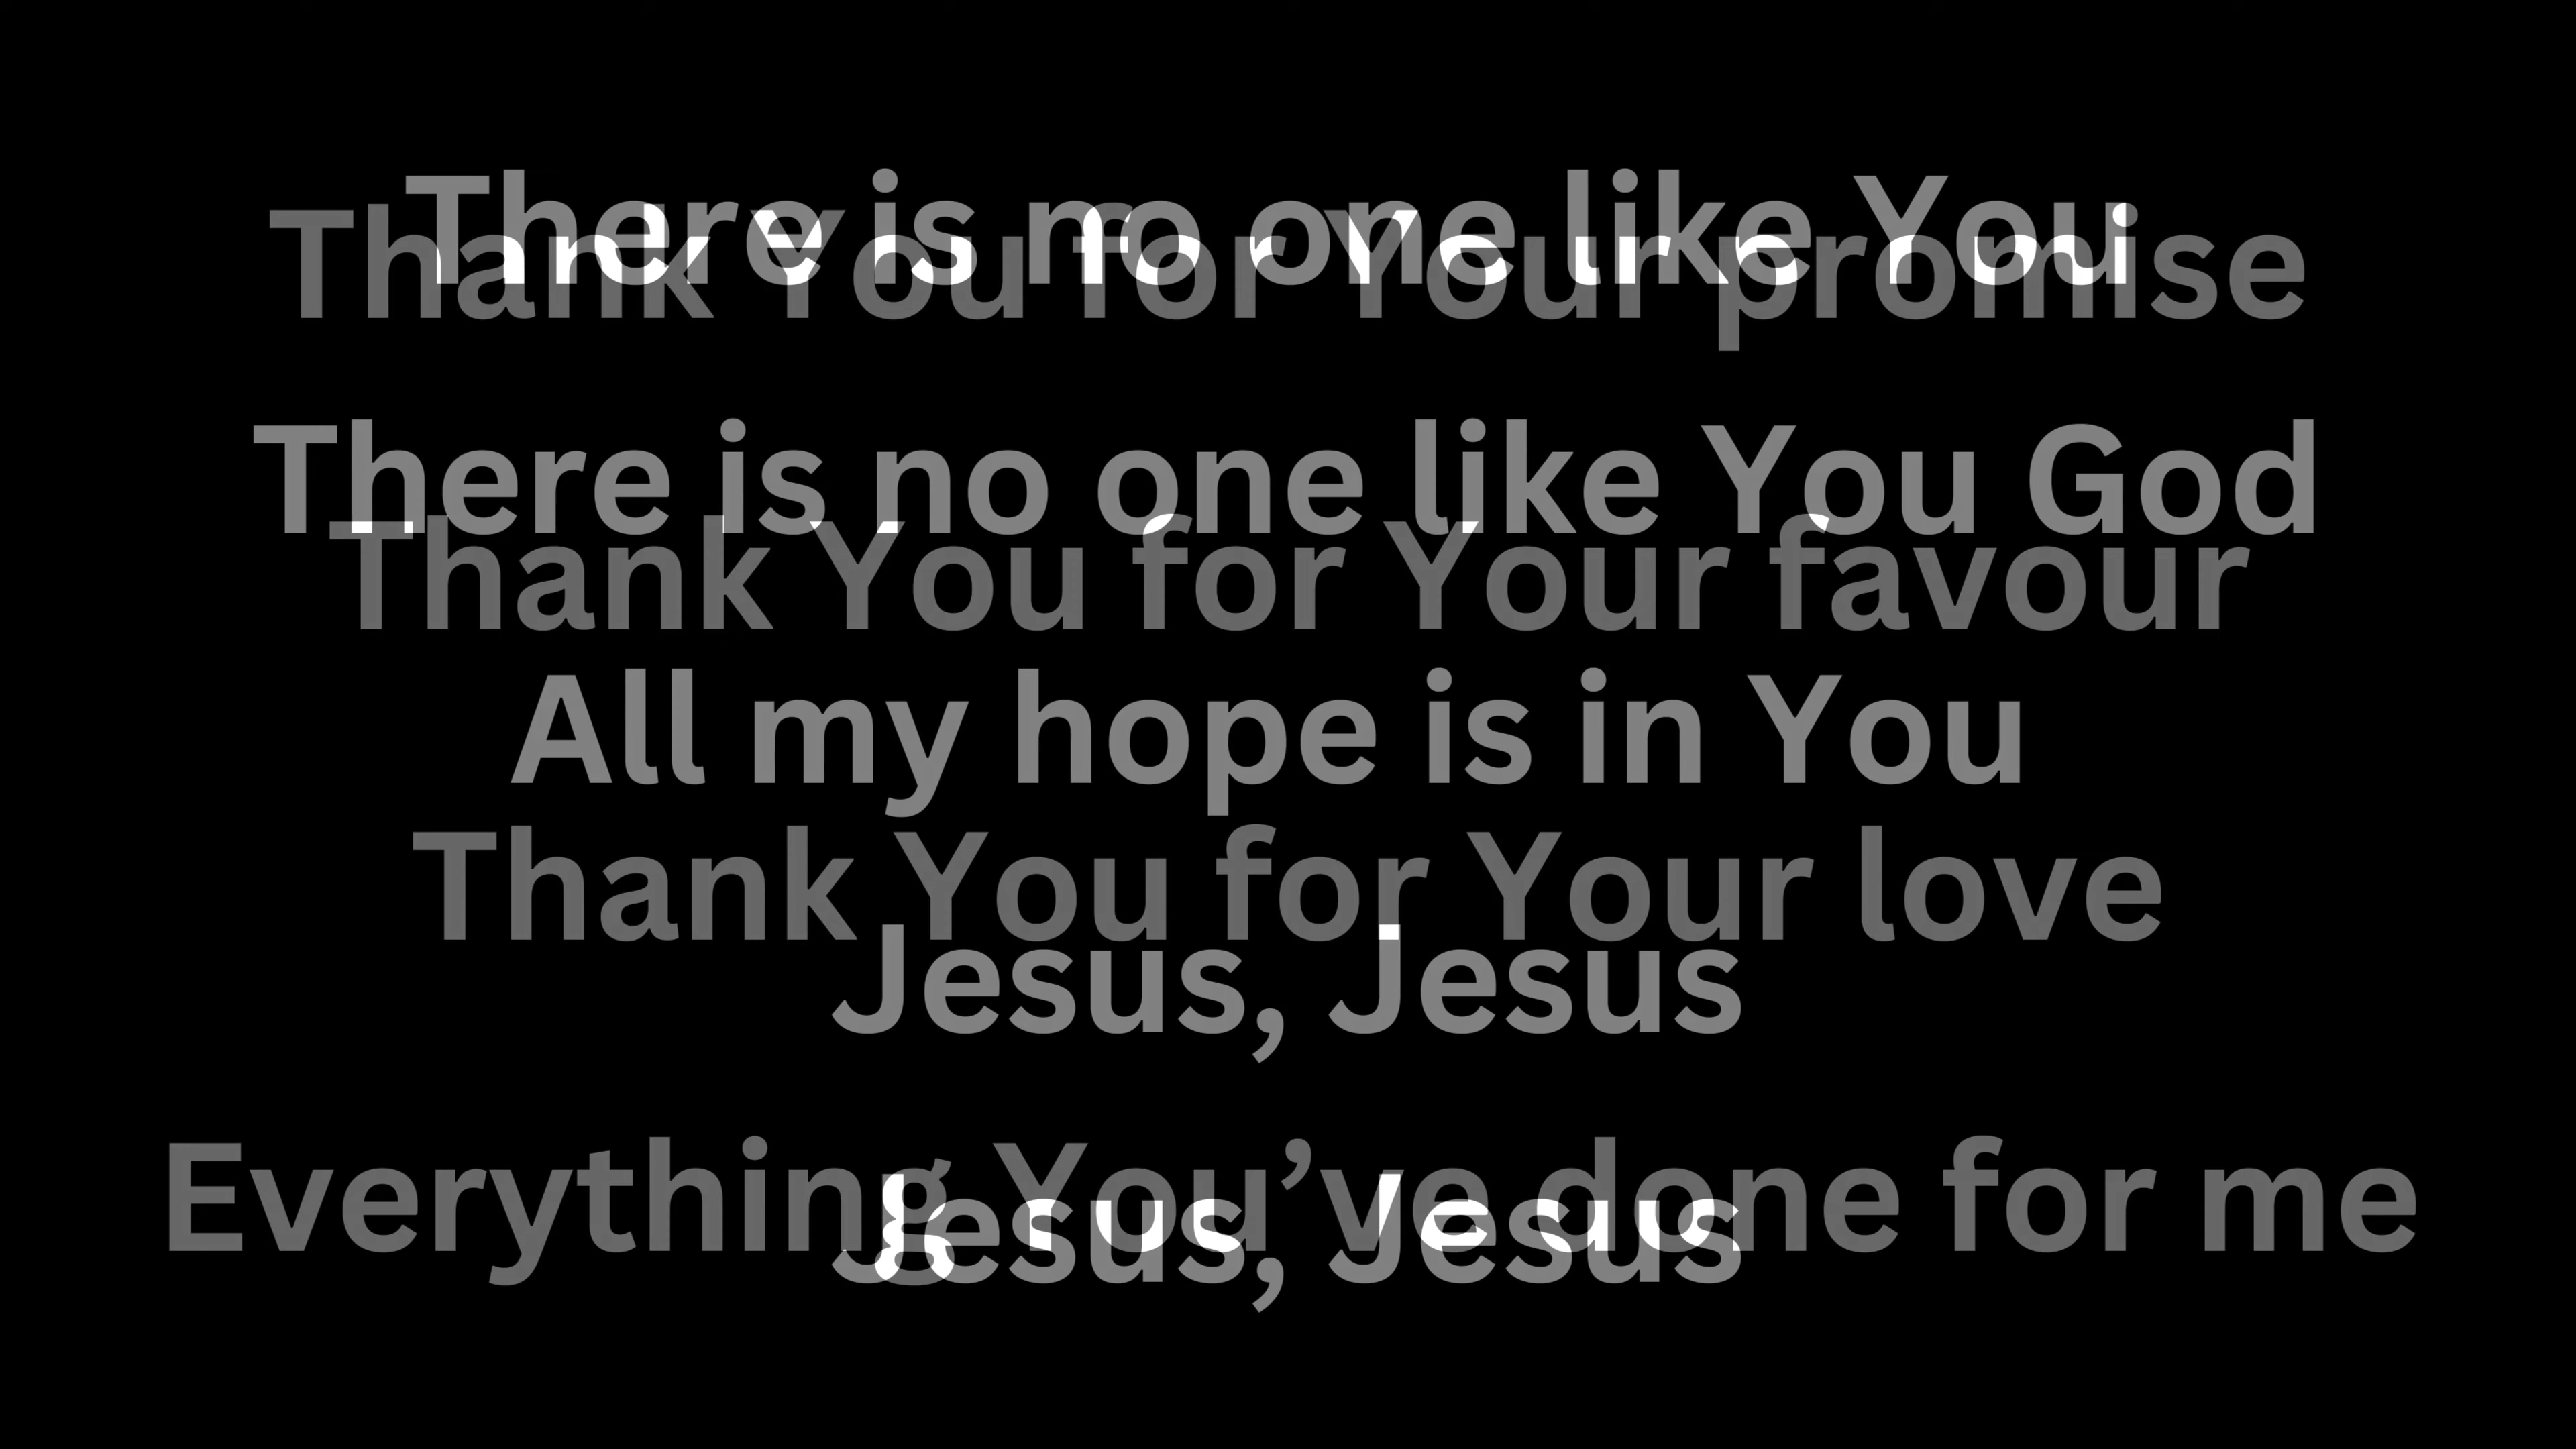 There is no one like You
Thank You for Your promise
There is no one like You God
Thank You for Your favour
All my hope is in You
Thank You for Your love
Jesus, Jesus
Everything You’ve done for me
Jesus, Jesus